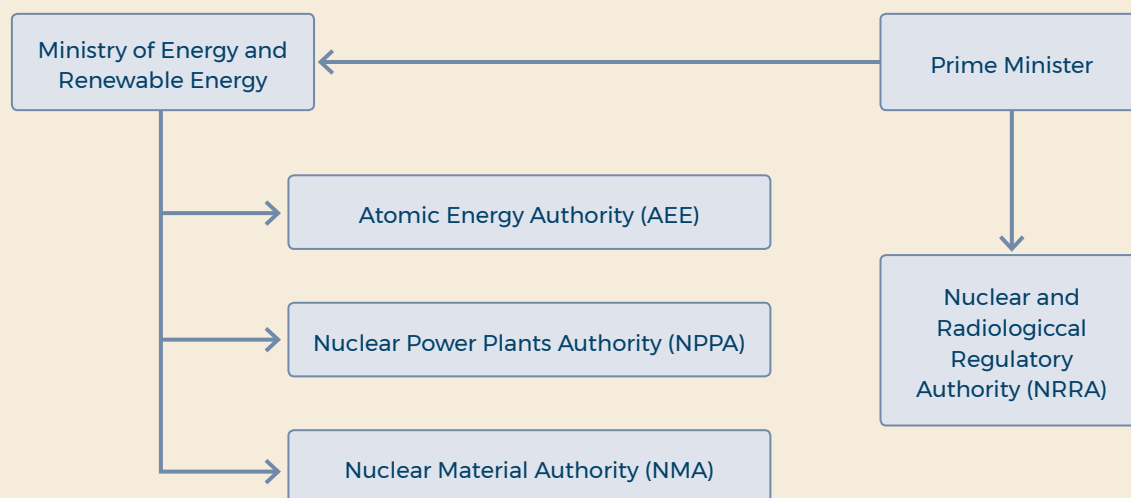 Ministry of Energy and
Renewable Energy
Prime Minister
Atomic Energy Authority (AEE)
Nuclear Power Plants Authority (NPPA)
Nuclear Material Authority (NMA)
Nuclear and
Radiologiccal
Regulatory
Authority (NRRA)